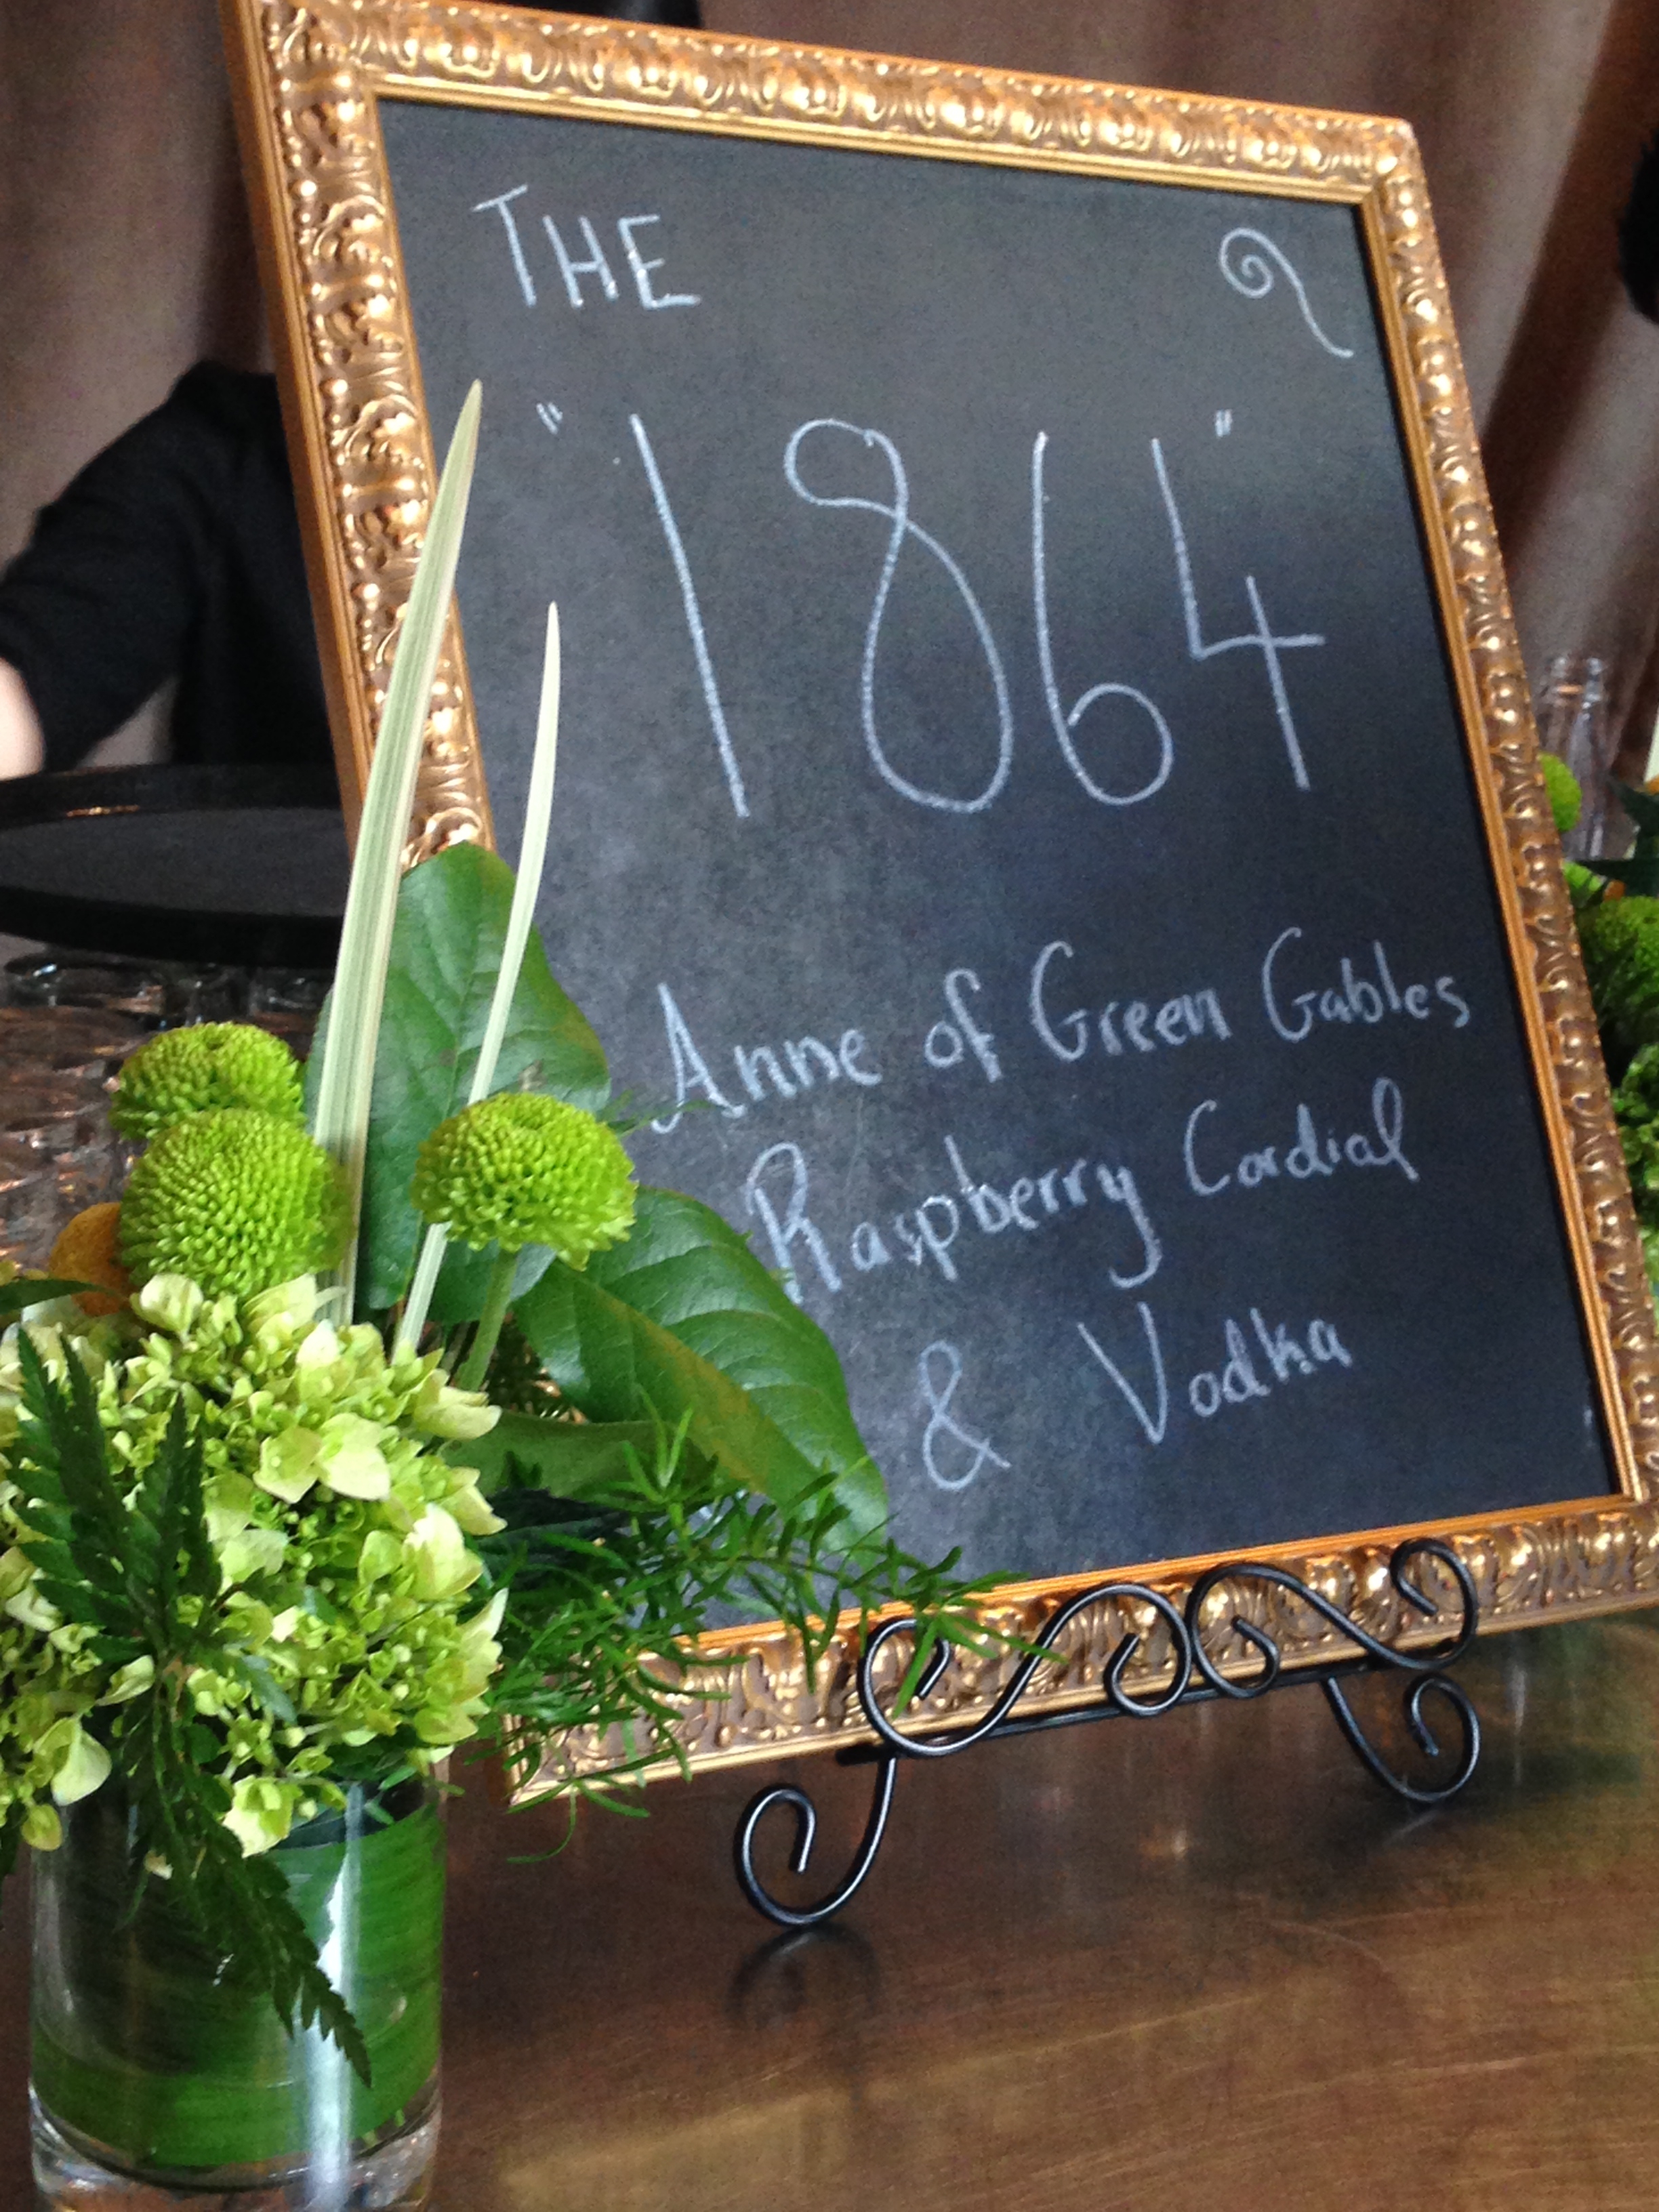 THE
"1864"
Anne of Green Gables
Raspberry Cordial
& Vodka